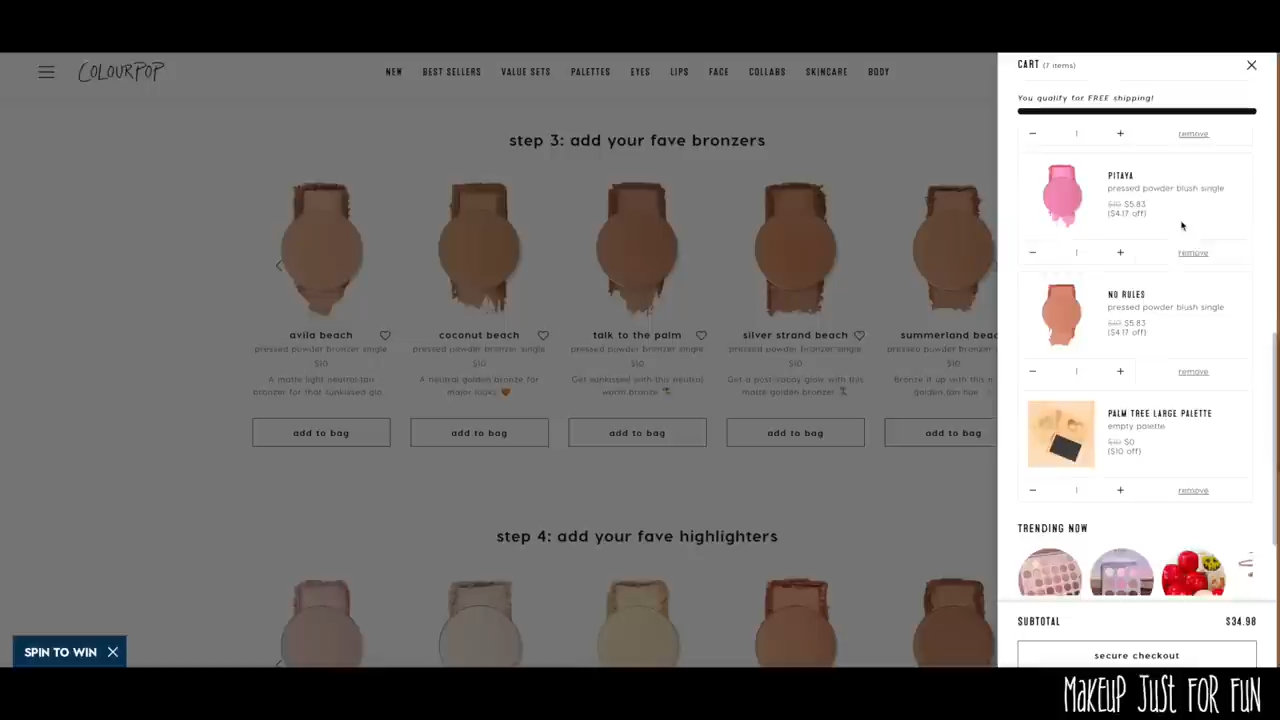 COLOURPOP
NEW BEST SELLERS VALUE SETS PALETTES EYES LIPS FACE COLLABS SKINCARE BODY
step 3: add your fave bronzers
avila beach
pressed powder bronzer single
$10
A matte light neutral tan
bronzer for that sunkissed glo.
add to bag
coconut beach
pressed powder bronzer single
$10
A neutral golden bronze for
major looks 🧡
add to bag
talk to the palm
pressed powder bronzer single
$10
Get sunkissed with this neutral
warm bronze
add to bag
silver strand beach
pressed powder bronzer single
$10
Get a post-vacay glow with this
matte golden bronzer
add to bag
summerland beac
pressed powder bronzer single
$10
Bronze it up with this n
golden tan hue
add to bag
step 4: add your fave highlighters
SPIN TO WIN
CART (7 items)
You qualify for FREE shipping!
− 1 + remove
PITAYA
pressed powder blush single
$10 $5.83
($4.17 off)
− 1 + remove
NO RULES
pressed powder blush single
$10 $5.83
($4.17 off)
− 1 + remove
PALM TREE LARGE PALETTE
empty palette
$10 $0
($10 off)
− 1 + remove
TRENDING NOW
SUBTOTAL $34.98
secure checkout
MAKEUP JUST FOR FUN